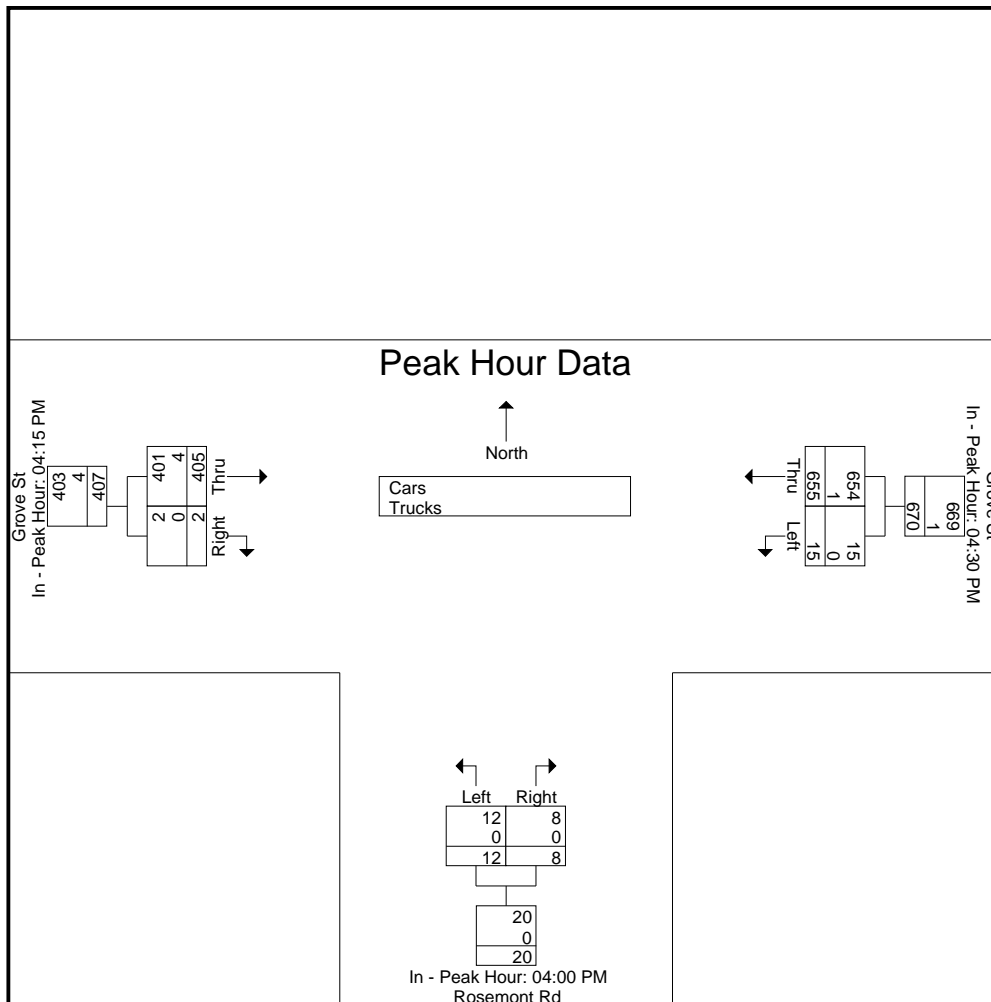 Peak Hour Data
North
Cars
Trucks
Grove St
In - Peak Hour: 04:15 PM
403
4
407
401
4
405
Thru
2
0
2
Right
In - Peak Hour: 04:30 PM
669
1
670
654
1
655
Thru
15
0
15
Left
Left Right
12 8
0 0
12 8
20
0
20
In - Peak Hour: 04:00 PM
Rosemont Rd